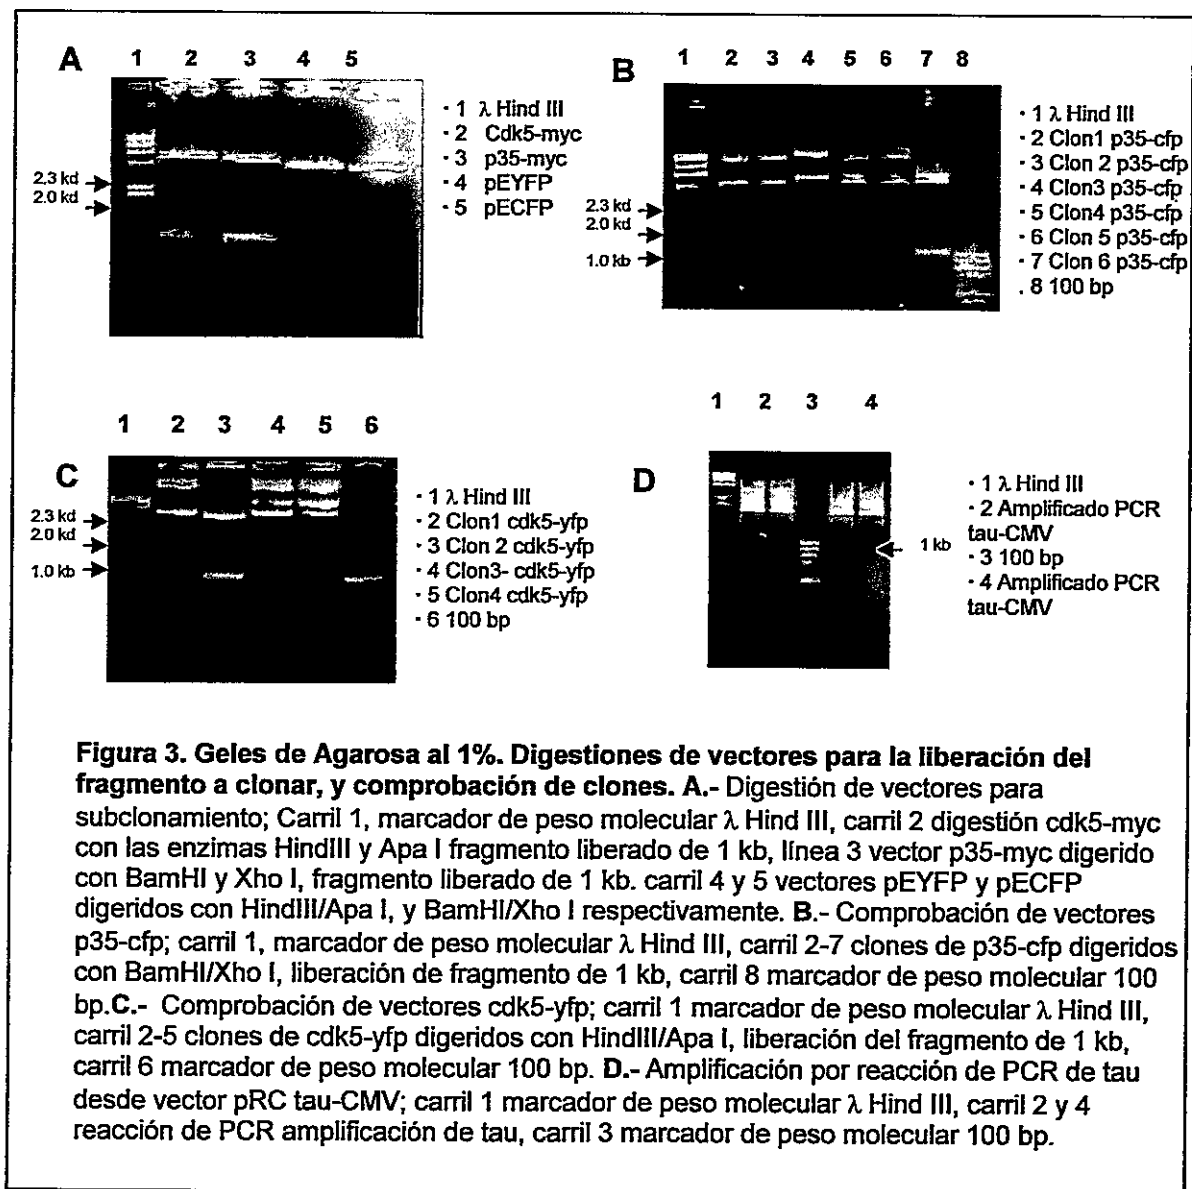 A
1 2 3 4 5
2.3 kd
2.0 kd
· 1 λ Hind III
· 2 Cdk5-myc
· 3 p35-myc
· 4 pEYFP
· 5 pECFP
B
1 2 3 4 5 6 7 8
2.3 kd
2.0 kd
1.0 kb
· 1 λ Hind III
· 2 Clon1 p35-cfp
· 3 Clon 2 p35-cfp
· 4 Clon3 p35-cfp
· 5 Clon4 p35-cfp
· 6 Clon 5 p35-cfp
· 7 Clon 6 p35-cfp
. 8 100 bp
C
1 2 3 4 5 6
2.3 kd
2.0 kd
1.0 kb
· 1 λ Hind III
· 2 Clon1 cdk5-yfp
· 3 Clon 2 cdk5-yfp
· 4 Clon3- cdk5-yfp
· 5 Clon4 cdk5-yfp
· 6 100 bp
D
1 2 3 4
1 kb
· 1 λ Hind III
· 2 Amplificado PCR
tau-CMV
· 3 100 bp
· 4 Amplificado PCR
tau-CMV
Figura 3. Geles de Agarosa al 1%. Digestiones de vectores para la liberación del
fragmento a clonar, y comprobación de clones. A.- Digestión de vectores para
subclonamiento; Carril 1, marcador de peso molecular λ Hind III, carril 2 digestión cdk5-myc
con las enzimas HindIII y Apa I fragmento liberado de 1 kb, línea 3 vector p35-myc digerido
con BamHI y Xho I, fragmento liberado de 1 kb. carril 4 y 5 vectores pEYFP y pECFP
digeridos con HindIII/Apa I, y BamHI/Xho I respectivamente. B.- Comprobación de vectores
p35-cfp; carril 1, marcador de peso molecular λ Hind III, carril 2-7 clones de p35-cfp digeridos
con BamHI/Xho I, liberación de fragmento de 1 kb, carril 8 marcador de peso molecular 100
bp.C.- Comprobación de vectores cdk5-yfp; carril 1 marcador de peso molecular λ Hind III,
carril 2-5 clones de cdk5-yfp digeridos con HindIII/Apa I, liberación del fragmento de 1 kb,
carril 6 marcador de peso molecular 100 bp. D.- Amplificación por reacción de PCR de tau
desde vector pRC tau-CMV; carril 1 marcador de peso molecular λ Hind III, carril 2 y 4
reacción de PCR amplificación de tau, carril 3 marcador de peso molecular 100 bp.